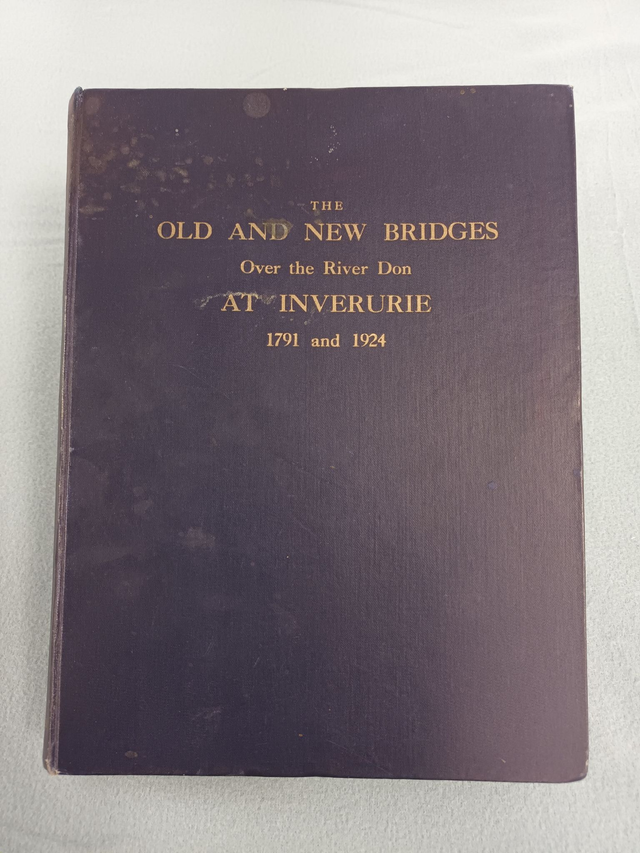 THE
OLD AND NEW BRIDGES
Over the River Don
AT INVERURIE
1791 and 1924